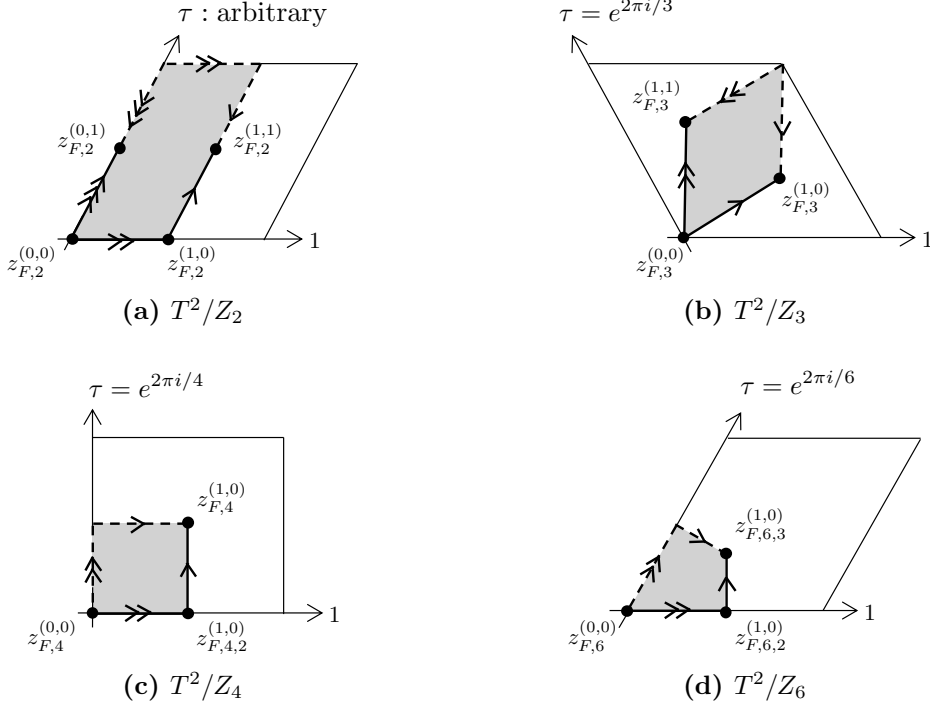 τ : arbitrary
z_{F,2}^{(0,1)}
z_{F,2}^{(1,1)}
z_{F,2}^{(0,0)}
z_{F,2}^{(1,0)}
1
(a) T^2/Z_2
τ = e^{2πi/3}
z_{F,3}^{(1,1)}
z_{F,3}^{(1,0)}
z_{F,3}^{(0,0)}
1
(b) T^2/Z_3
τ = e^{2πi/4}
z_{F,4}^{(1,0)}
z_{F,4}^{(0,0)}
z_{F,4,2}^{(1,0)}
1
(c) T^2/Z_4
τ = e^{2πi/6}
z_{F,6,3}^{(1,0)}
z_{F,6}^{(0,0)}
z_{F,6,2}^{(1,0)}
1
(d) T^2/Z_6